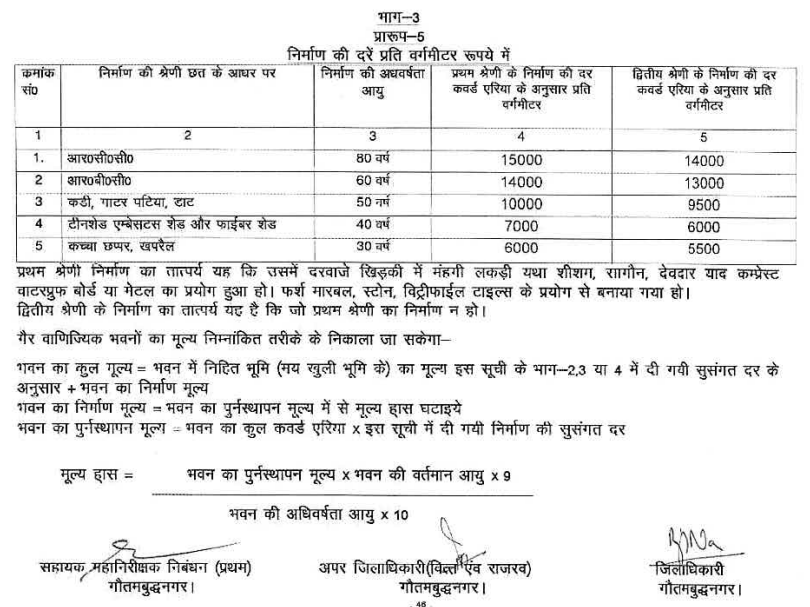 भाग–3
प्रारूप–5
निर्माण की दरें प्रति वर्गमीटर रूपये में
कमांक सं0 निर्माण की श्रेणी छत के आधर पर निर्माण की अधवर्षता आयु प्रथम श्रेणी के निर्माण की दर कवर्ड एरिया के अनुसार प्रति वर्गमीटर द्वितीय श्रेणी के निर्माण की दर कवर्ड एरिया के अनुसार प्रति वर्गमीटर
1 2 3 4 5
1. आर0सी0सी0 80 वर्ष 15000 14000
2 आर0बी0सी0 60 वर्ष 14000 13000
3 कडी, गाटर पटिया, डाट 50 वर्ष 10000 9500
4 टीनशेड एम्बेसटस शेड और फाईबर शेड 40 वर्ष 7000 6000
5 कच्चा छप्पर, खपरैल 30 वर्ष 6000 5500
प्रथम श्रेणी निर्माण का तात्पर्य यह कि उसमें दरवाजे खिड़की में मंहगी लकड़ी यथा शीशम, सागौन, देवदार याद कम्प्रेस्ट
वाटरप्रुफ बोर्ड या मेटल का प्रयोग हुआ हो। फर्श मारबल, स्टोन, विट्रीफाईल टाइल्स के प्रयोग से बनाया गया हो।
द्वितीय श्रेणी के निर्माण का तात्पर्य यह है कि जो प्रथम श्रेणी का निर्माण न हो।
गैर वाणिज्यिक भवनों का मूल्य निम्नांकित तरीके के निकाला जा सकेगा–
भवन का कुल मूल्य = भवन में निहित भूमि (मय खुली भूमि के) का मूल्य इस सूची के भाग–2,3 या 4 में दी गयी सुसंगत दर के
अनुसार + भवन का निर्माण मूल्य
भवन का निर्माण मूल्य = भवन का पुर्नस्थापन मूल्य में से मूल्य ह्रास घटाइये
भवन का पुर्नस्थापन मूल्य = भवन का कुल कवर्ड एरिया x इस सूची में दी गयी निर्माण की सुसंगत दर
मूल्य ह्रास = भवन का पुर्नस्थापन मूल्य x भवन की वर्तमान आयु x 9
भवन की अधिवर्षता आयु x 10
सहायक महानिरीक्षक निबंधन (प्रथम) अपर जिलाधिकारी(वित्त एंव राजस्व) जिलाधिकारी
गौतमबुद्धनगर। गौतमबुद्धनगर। गौतमबुद्धनगर।